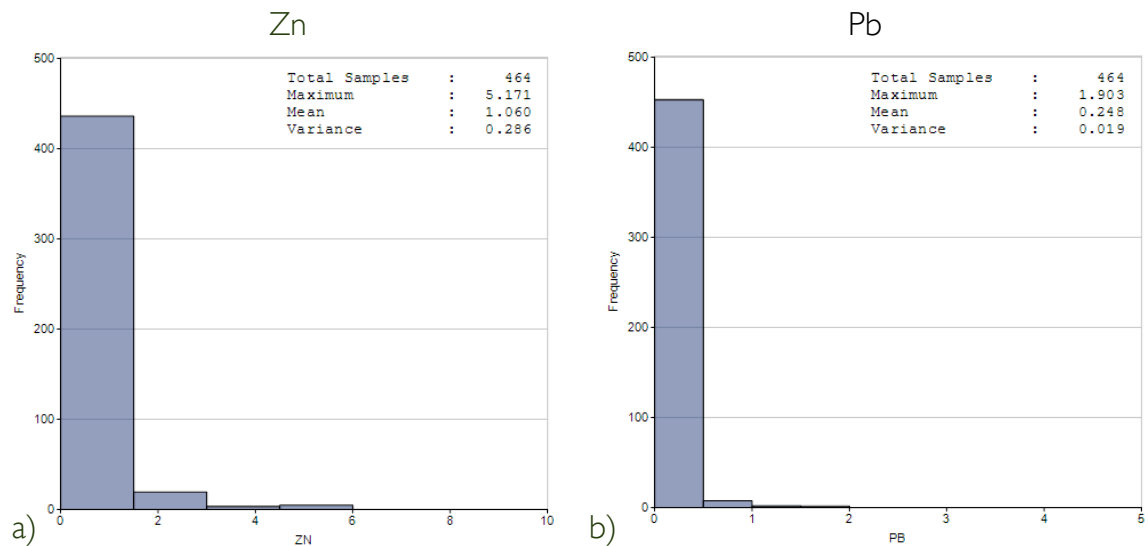 Zn
500
400
300
200
100
0
Frequency
Total Samples : 464
Maximum : 5.171
Mean : 1.060
Variance : 0.286
0 2 4 6 8 10
ZN
a)
Pb
500
400
300
200
100
0
Frequency
Total Samples : 464
Maximum : 1.903
Mean : 0.248
Variance : 0.019
0 1 2 3 4 5
PB
b)